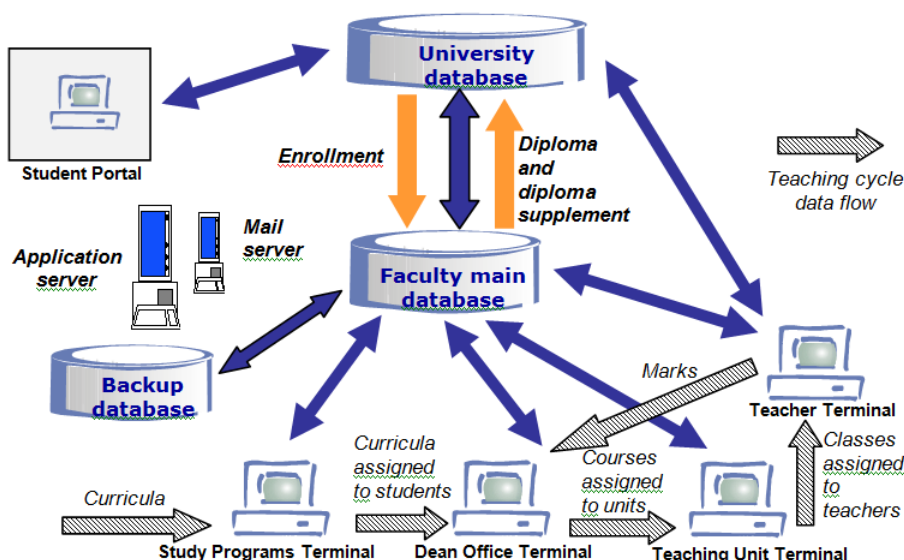 University
database
Student Portal
Enrollment
Diploma
and
diploma
supplement
Teaching cycle
data flow
Application
server
Mail
server
Faculty main
database
Backup
database
Marks
Teacher Terminal
Curricula
Curricula
assigned
to students
Courses
assigned
to units
Classes
assigned
to
teachers
Study Programs Terminal
Dean Office Terminal
Teaching Unit Terminal